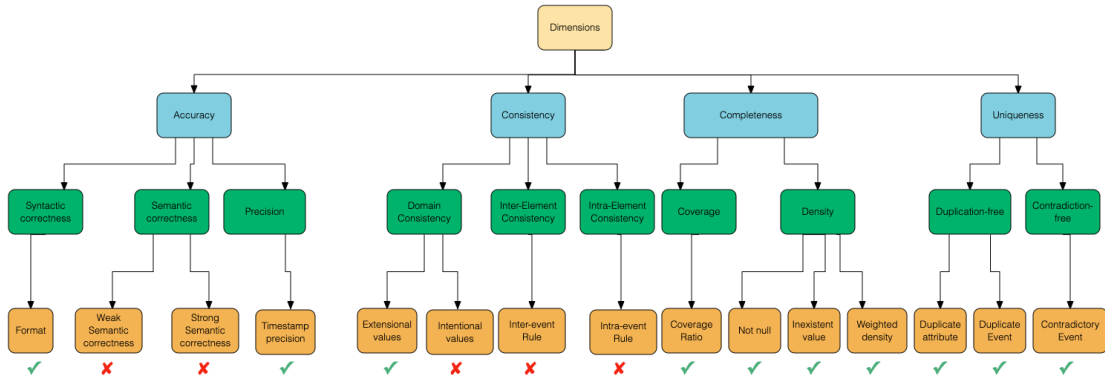 Dimensions
Accuracy
Consistency
Completeness
Uniqueness
Syntactic
correctness
Semantic
correctness
Precision
Domain
Consistency
Inter-Element
Consistency
Intra-Element
Consistency
Coverage
Density
Duplication-free
Contradiction-
free
Format
Weak
Semantic
correctness
Strong
Semantic
correctness
Timestamp
precision
Extensional
values
Intentional
values
Inter-event
Rule
Intra-event
Rule
Coverage
Ratio
Not null
Inexistent
value
Weighted
density
Duplicate
attribute
Duplicate
Event
Contradictory
Event